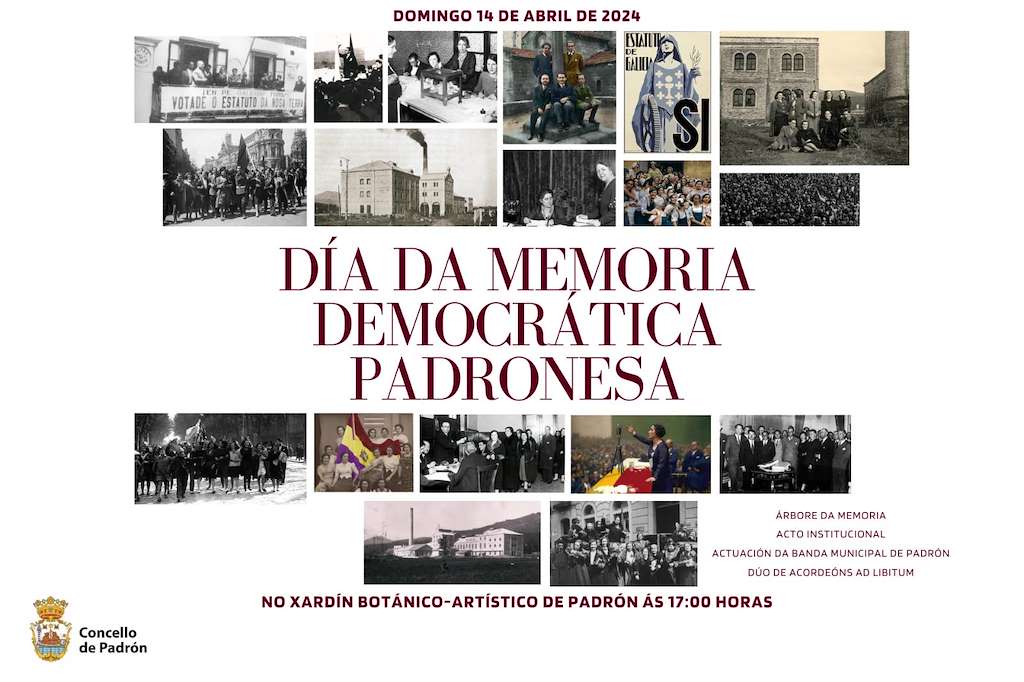 DOMINGO 14 DE ABRIL DE 2024
VOTADE O ESTATUTO DA NOSA TERRA
ESTATUTO
DE
GALICIA
SI
DÍA DA MEMORIA
DEMOCRÁTICA
PADRONESA
ÁRBORE DA MEMORIA
ACTO INSTITUCIONAL
ACTUACIÓN DA BANDA MUNICIPAL DE PADRÓN
DÚO DE ACORDEÓNS AD LIBITUM
NO XARDÍN BOTÁNICO-ARTÍSTICO DE PADRÓN ÁS 17:00 HORAS
Concello
de Padrón